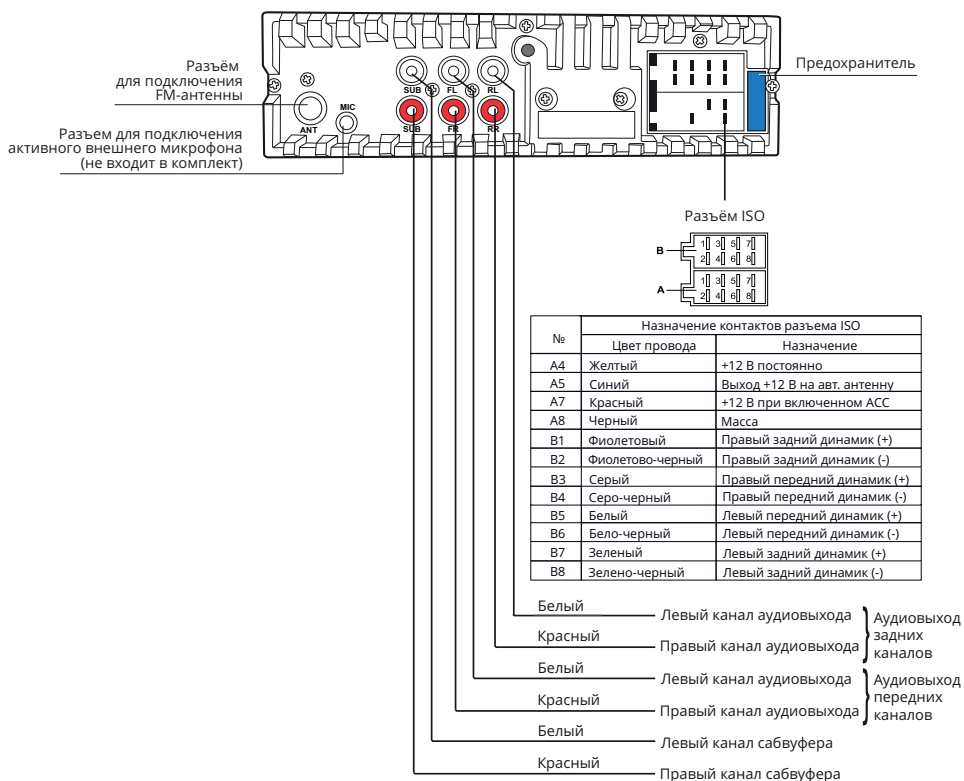 Разъём
для подключения
FM-антенны
Разъем для подключения
активного внешнего микрофона
(не входит в комплект)
ANT
MIC
SUB FL RL
SUB FR RR
Предохранитель
Разъём ISO
B
1 3 5 7
2 4 6 8
A
1 3 5 7
2 4 6 8
№ Назначение контактов разъема ISO
Цвет провода Назначение
A4 Желтый +12 В постоянно
A5 Синий Выход +12 В на авт. антенну
A7 Красный +12 В при включенном ACC
A8 Черный Масса
B1 Фиолетовый Правый задний динамик (+)
B2 Фиолетово-черный Правый задний динамик (-)
B3 Серый Правый передний динамик (+)
B4 Серо-черный Правый передний динамик (-)
B5 Белый Левый передний динамик (+)
B6 Бело-черный Левый передний динамик (-)
B7 Зеленый Левый задний динамик (+)
B8 Зелено-черный Левый задний динамик (-)
Белый Левый канал аудиовыхода
Красный Правый канал аудиовыхода
Аудиовыход
задних
каналов
Белый Левый канал аудиовыхода
Красный Правый канал аудиовыхода
Аудиовыход
передних
каналов
Белый Левый канал сабвуфера
Красный Правый канал сабвуфера